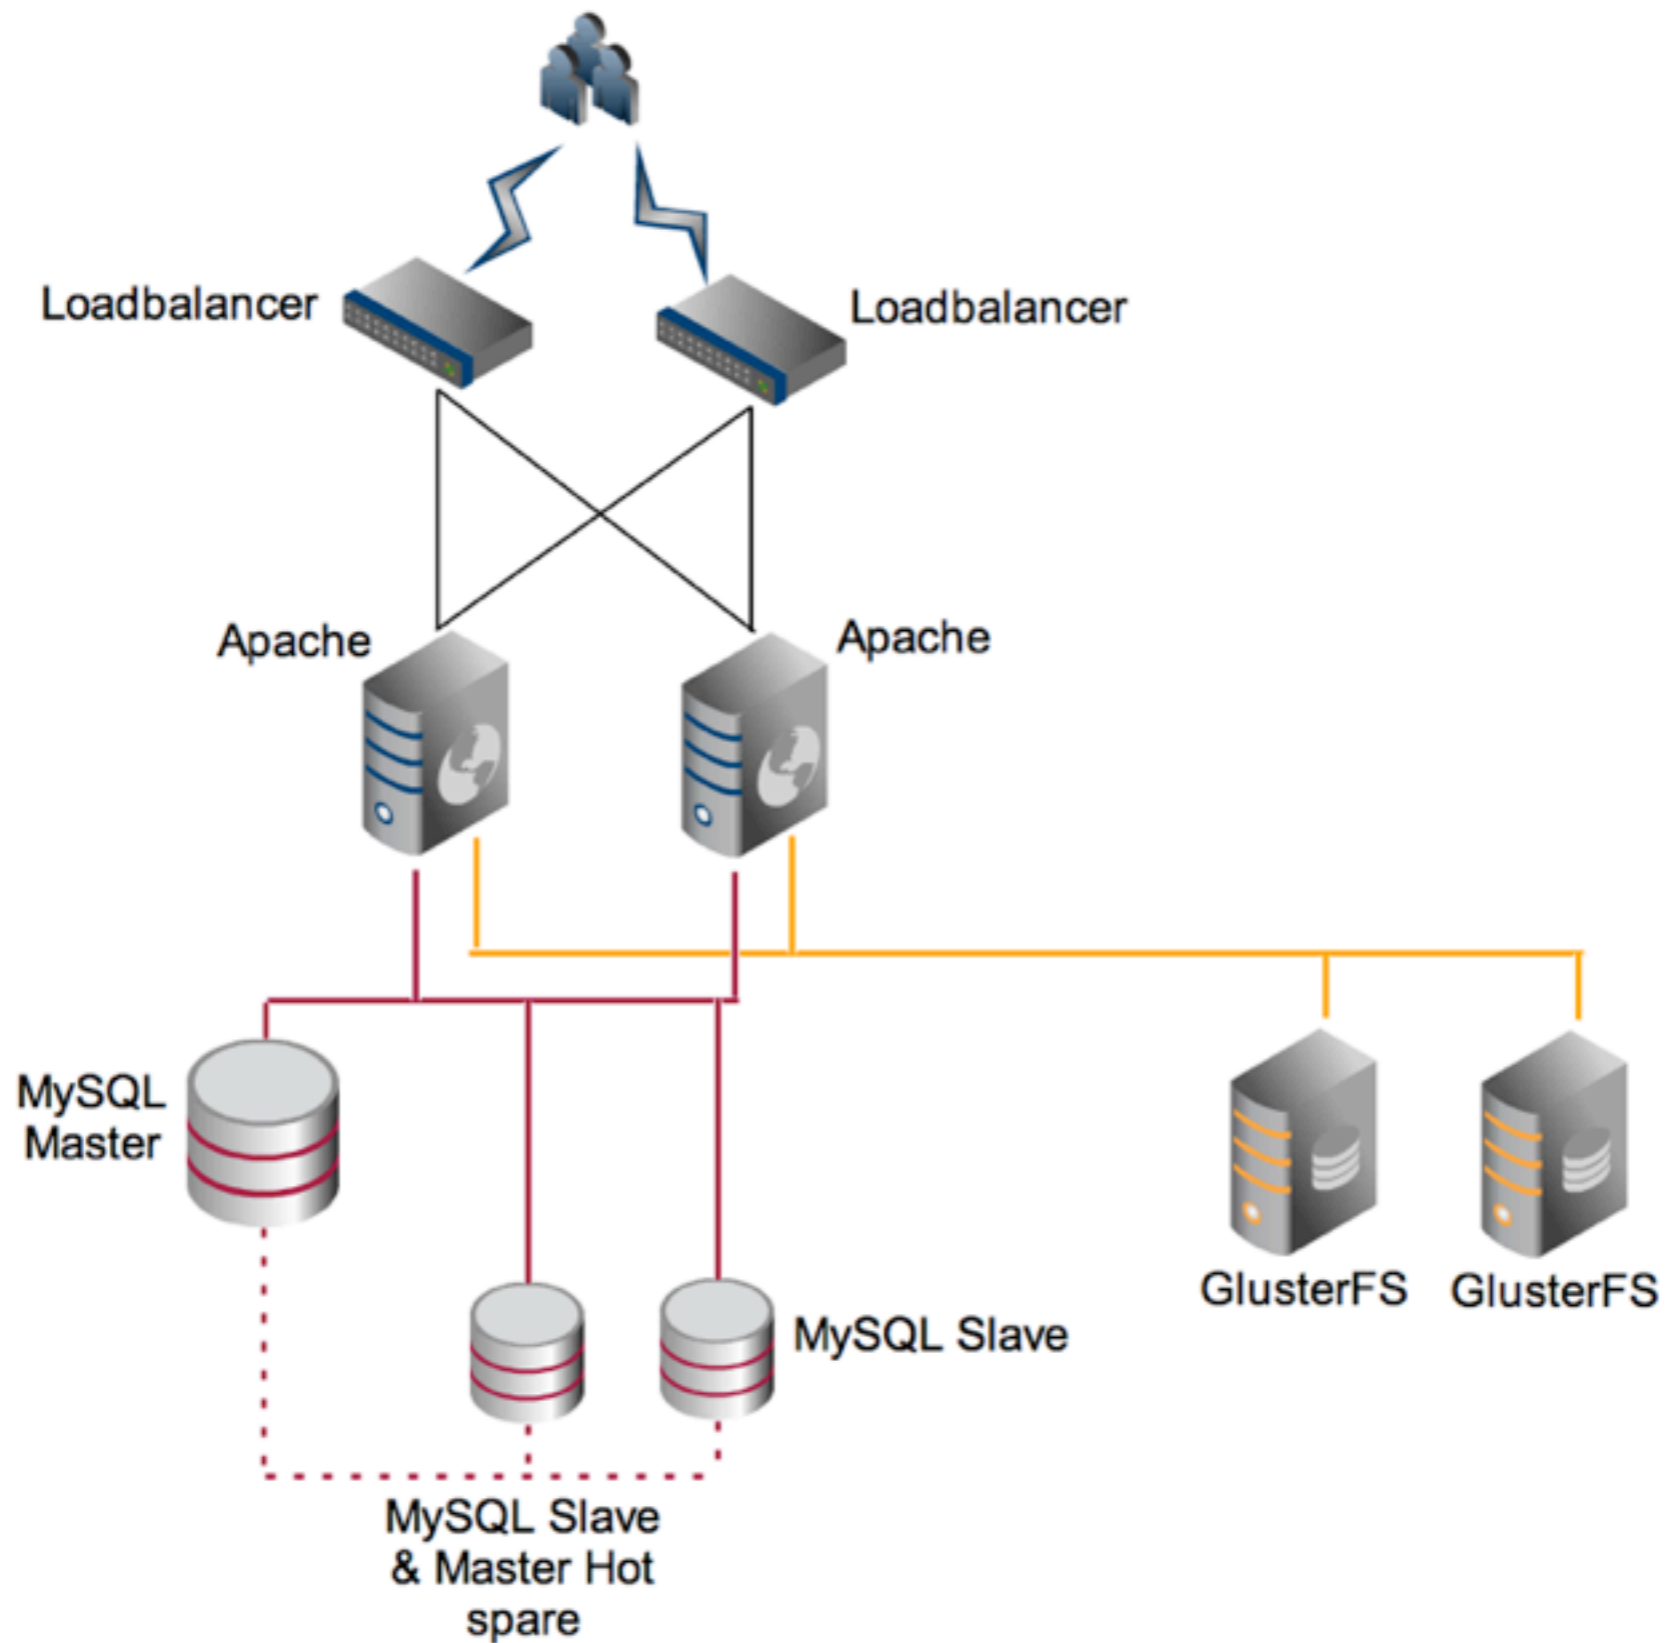 Loadbalancer
Loadbalancer
Apache
Apache
MySQL
Master
GlusterFS
GlusterFS
MySQL Slave
MySQL Slave
& Master Hot
spare